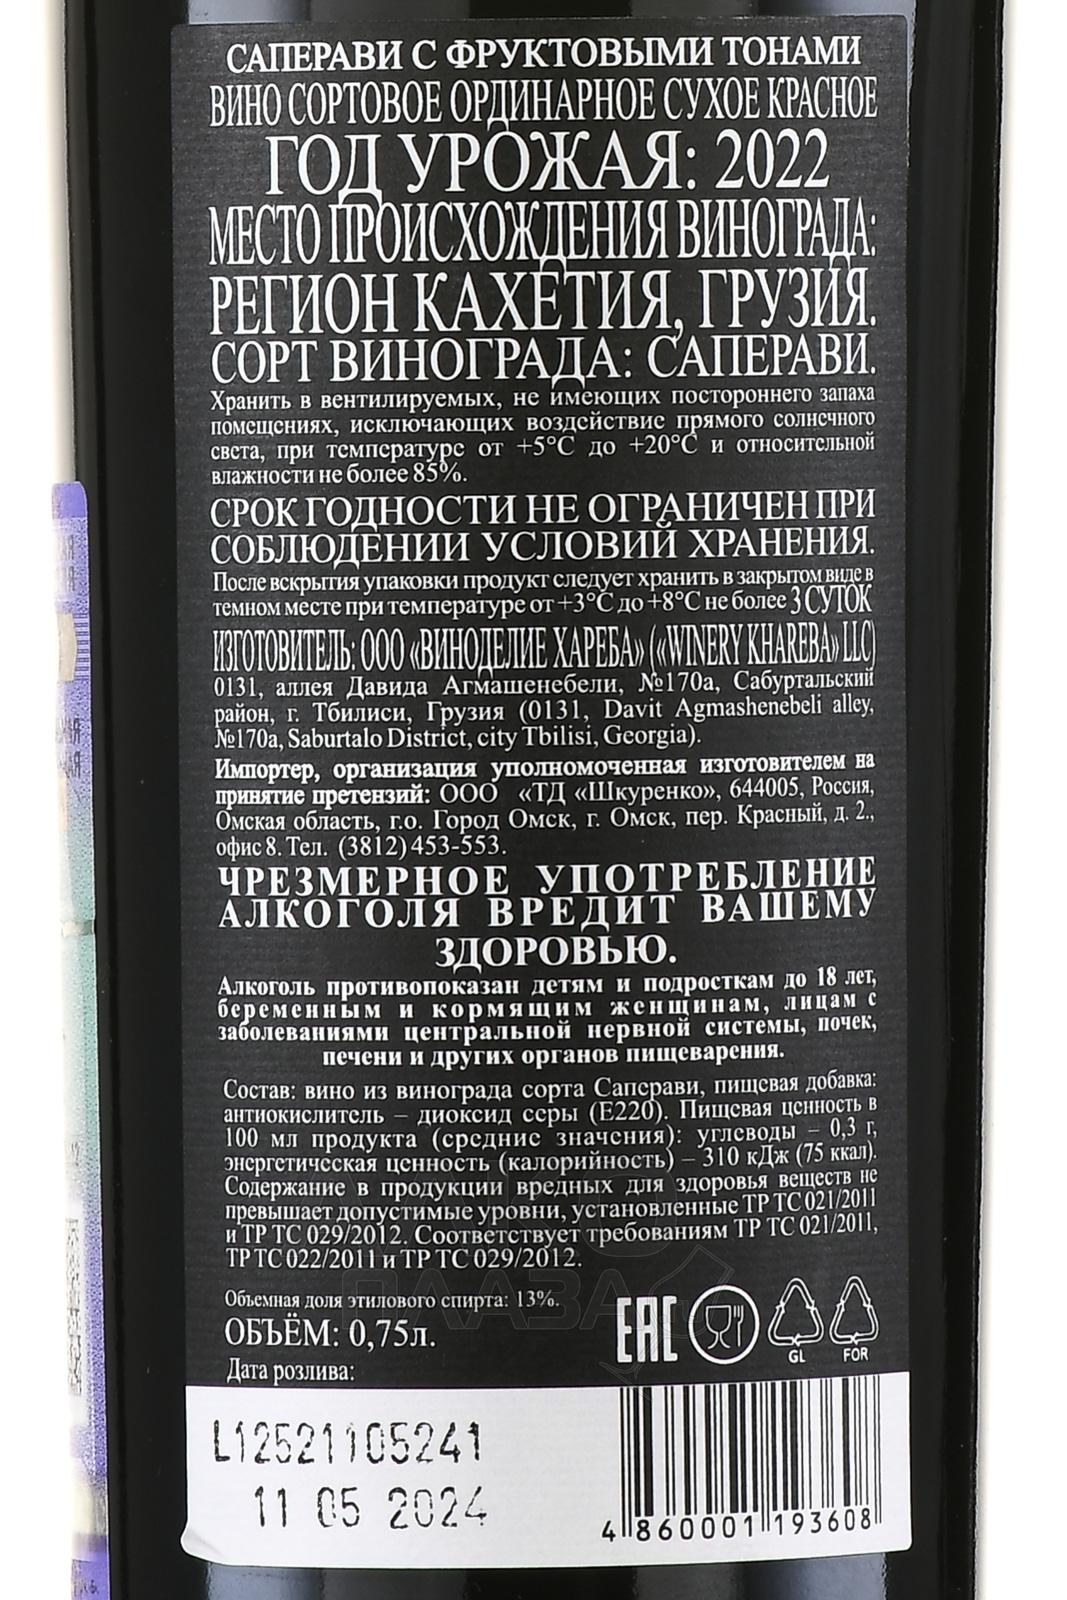 САПЕРАВИ С ФРУКТОВЫМИ ТОНАМИ
ВИНО СОРТОВОЕ ОРДИНАРНОЕ СУХОЕ КРАСНОЕ
ГОД УРОЖАЯ: 2022
МЕСТО ПРОИСХОЖДЕНИЯ ВИНОГРАДА:
РЕГИОН КАХЕТИЯ, ГРУЗИЯ.
СОРТ ВИНОГРАДА: САПЕРАВИ.
Хранить в вентилируемых, не имеющих постороннего запаха
помещениях, исключающих воздействие прямого солнечного
света, при температуре от +5°С до +20°С и относительной
влажности не более 85%.
СРОК ГОДНОСТИ НЕ ОГРАНИЧЕН ПРИ
СОБЛЮДЕНИИ УСЛОВИЙ ХРАНЕНИЯ.
После вскрытия упаковки продукт следует хранить в закрытом виде в
темном месте при температуре от +3°С до +8°С не более 3 СУТОК
ИЗГОТОВИТЕЛЬ: ООО «ВИНОДЕЛИЕ ХАРЕБА» («WINERY KHAREBA» LLC)
0131, аллея Давида Агмашенебели, №170а, Сабуртальский
район, г. Тбилиси, Грузия (0131, Davit Agmashenebeli alley,
№170a, Saburtalo District, city Tbilisi, Georgia).
Импортер, организация уполномоченная изготовителем на
принятие претензий: ООО «ТД «Шкуренко», 644005, Россия,
Омская область, г.о. Город Омск, г. Омск, пер. Красный, д. 2.,
офис 8. Тел. (3812) 453-553.
ЧРЕЗМЕРНОЕ УПОТРЕБЛЕНИЕ
АЛКОГОЛЯ ВРЕДИТ ВАШЕМУ
ЗДОРОВЬЮ.
Алкоголь противопоказан детям и подросткам до 18 лет,
беременным и кормящим женщинам, лицам с
заболеваниями центральной нервной системы, почек,
печени и других органов пищеварения.
Состав: вино из винограда сорта Саперави, пищевая добавка:
антиокислитель – диоксид серы (Е220). Пищевая ценность в
100 мл продукта (средние значения): углеводы – 0,3 г,
энергетическая ценность (калорийность) – 310 кДж (75 ккал).
Содержание в продукции вредных для здоровья веществ не
превышает допустимые уровни, установленные ТР ТС 021/2011
и ТР ТС 029/2012. Соответствует требованиям ТР ТС 021/2011,
ТР ТС 022/2011 и ТР ТС 029/2012.
Объемная доля этилового спирта: 13%.
ОБЪЁМ: 0,75л.
EAC
GL FOR
Дата розлива:
L12521105241
11 05 2024
4 860001 193608
ПЛАЗА